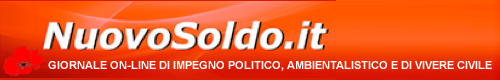 NuovoSoldo.it
GIORNALE ON-LINE DI IMPEGNO POLITICO, AMBIENTALISTICO E DI VIVERE CIVILE